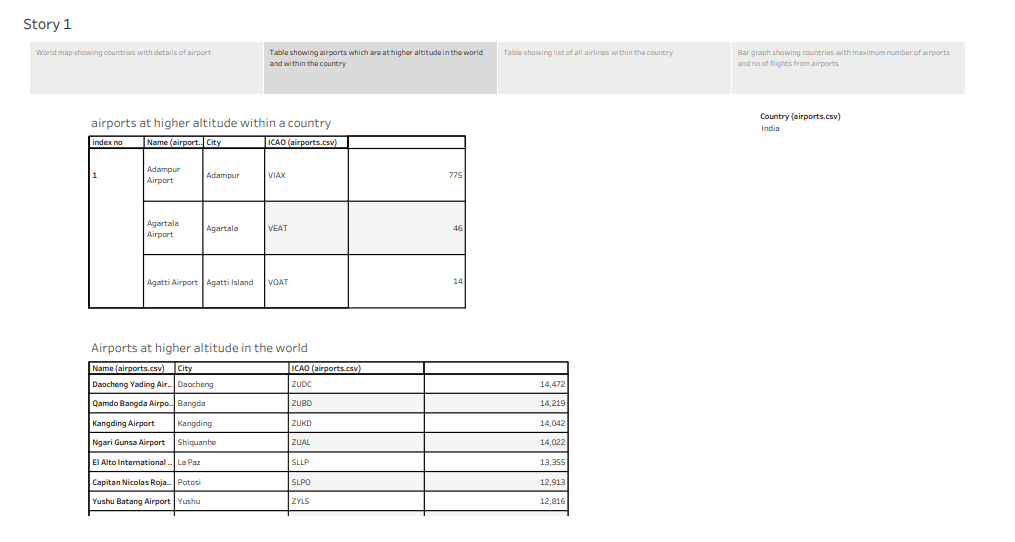 Story 1
World map showing countries with details of airport
Table showing airports which are at higher altitude in the world
and within the country
Table showing list of all airlines within the country
Bar graph showing countries with maximum number of airports
and no of flights from airports
airports at higher altitude within a country
Country (airports.csv)
India
index no Name (airport.. City ICAO (airports.csv)
1 Adampur
Airport Adampur VIAX 775
Agartala
Airport Agartala VEAT 46
Agatti Airport Agatti Island VOAT 14
Airports at higher altitude in the world
Name (airports.csv) City ICAO (airports.csv)
Daocheng Yading Air.. Daocheng ZUDC 14,472
Qamdo Bangda Airpo.. Bangda ZUBD 14,219
Kangding Airport Kangding ZUKD 14,042
Ngari Gunsa Airport Shiquanhe ZUAL 14,022
El Alto International .. La Paz SLLP 13,355
Capitan Nicolas Roja.. Potosi SLPO 12,913
Yushu Batang Airport Yushu ZYLS 12,816